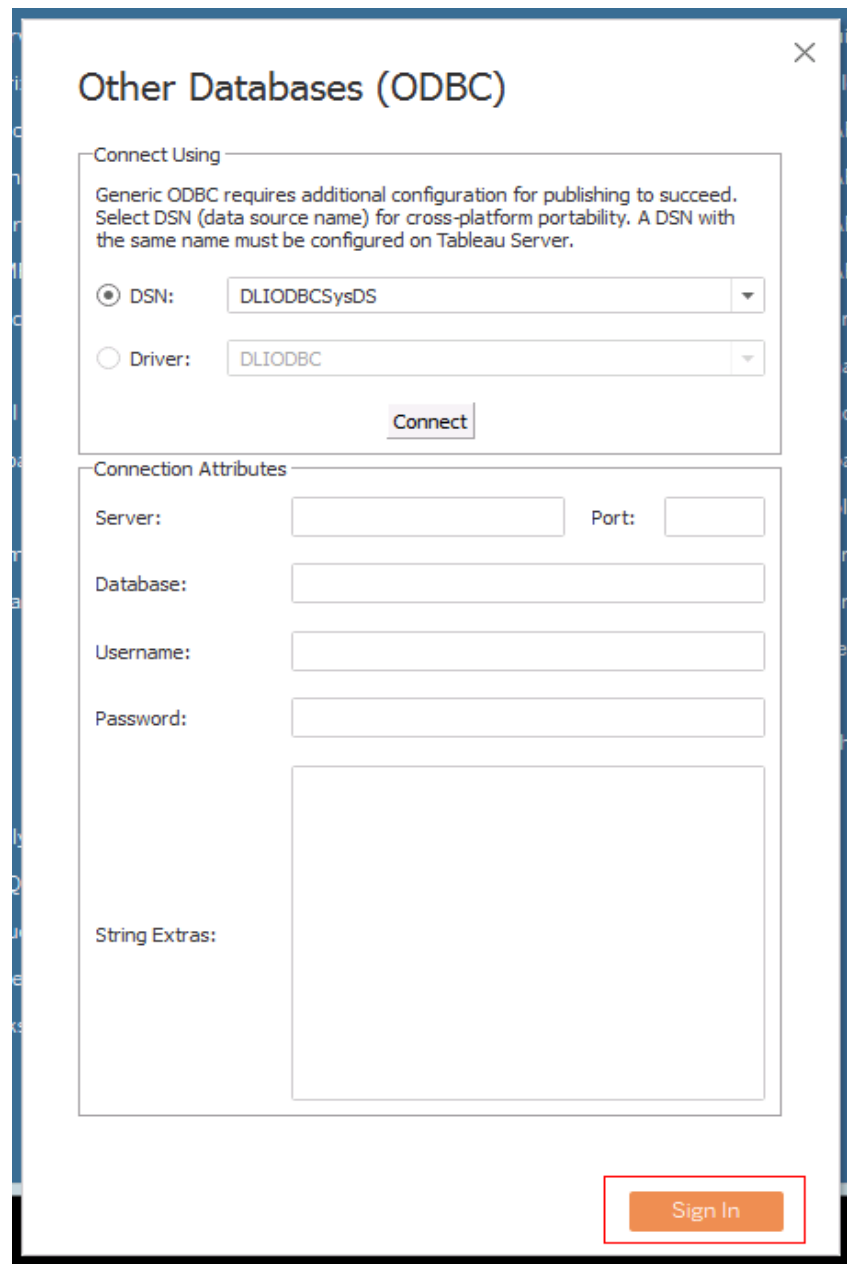 Other Databases (ODBC)
Connect Using
Generic ODBC requires additional configuration for publishing to succeed.
Select DSN (data source name) for cross-platform portability. A DSN with
the same name must be configured on Tableau Server.
DSN: DLIODBCSysDS
Driver: DLIODBC
Connect
Connection Attributes
Server: Port:
Database:
Username:
Password:
String Extras:
Sign In